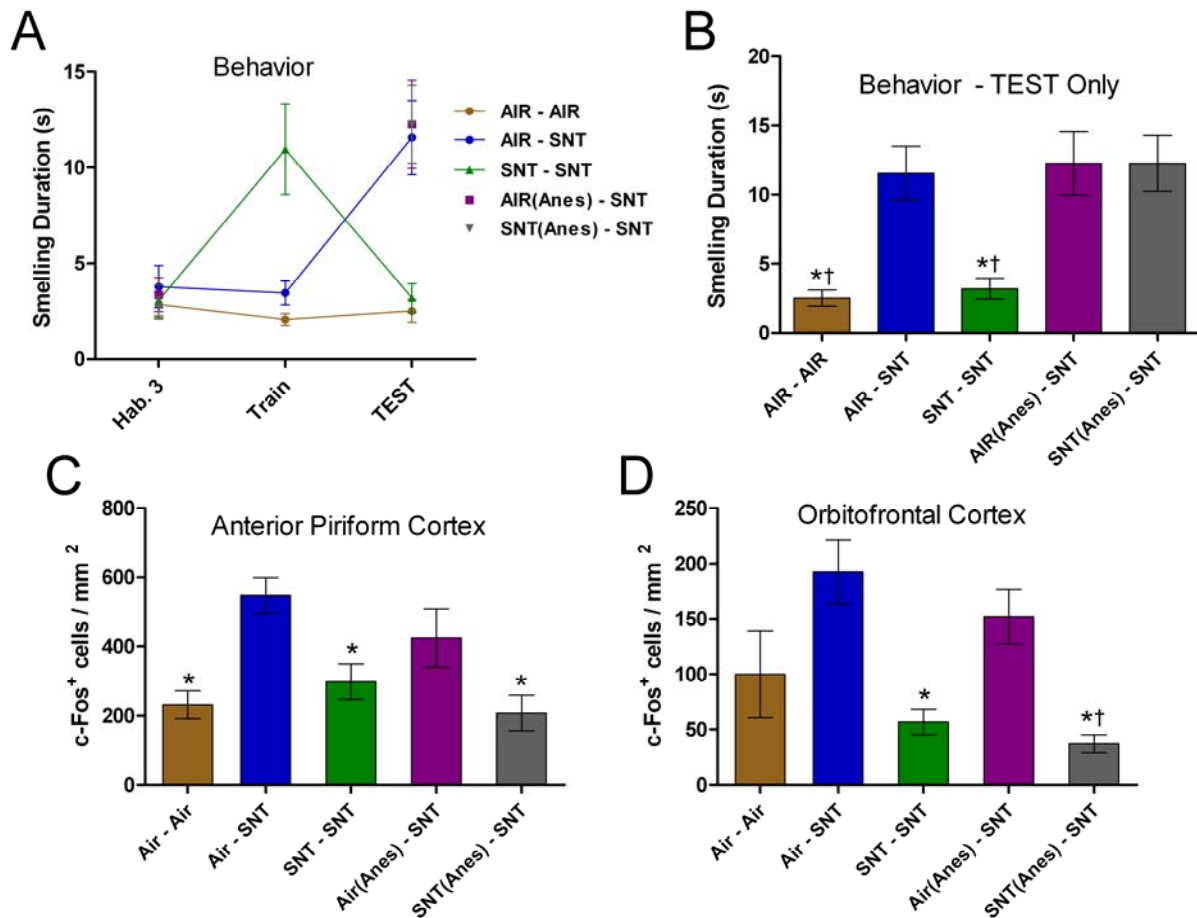 A
Behavior
Smelling Duration (s)
15
10
5
0
Hab. 3
Train
TEST
AIR - AIR
AIR - SNT
SNT - SNT
AIR(Anes) - SNT
SNT(Anes) - SNT
B
Behavior - TEST Only
Smelling Duration (s)
20
15
10
5
0
*†
*†
AIR - AIR
AIR - SNT
SNT - SNT
AIR(Anes) - SNT
SNT(Anes) - SNT
C
Anterior Piriform Cortex
c-Fos⁺ cells / mm ²
800
600
400
200
0
*
*
*
Air - Air
Air - SNT
SNT - SNT
Air(Anes) - SNT
SNT(Anes) - SNT
D
Orbitofrontal Cortex
c-Fos⁺ cells / mm ²
250
200
150
100
50
0
*
*†
Air - Air
Air - SNT
SNT - SNT
Air(Anes) - SNT
SNT(Anes) - SNT